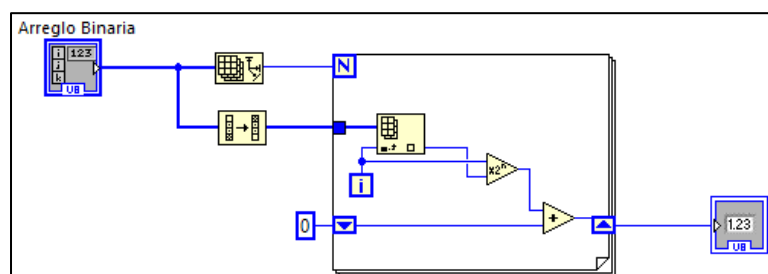 Arreglo Binaria
i 123
j
k
U8
N
i
x2ⁿ
+
0
1.23
U8